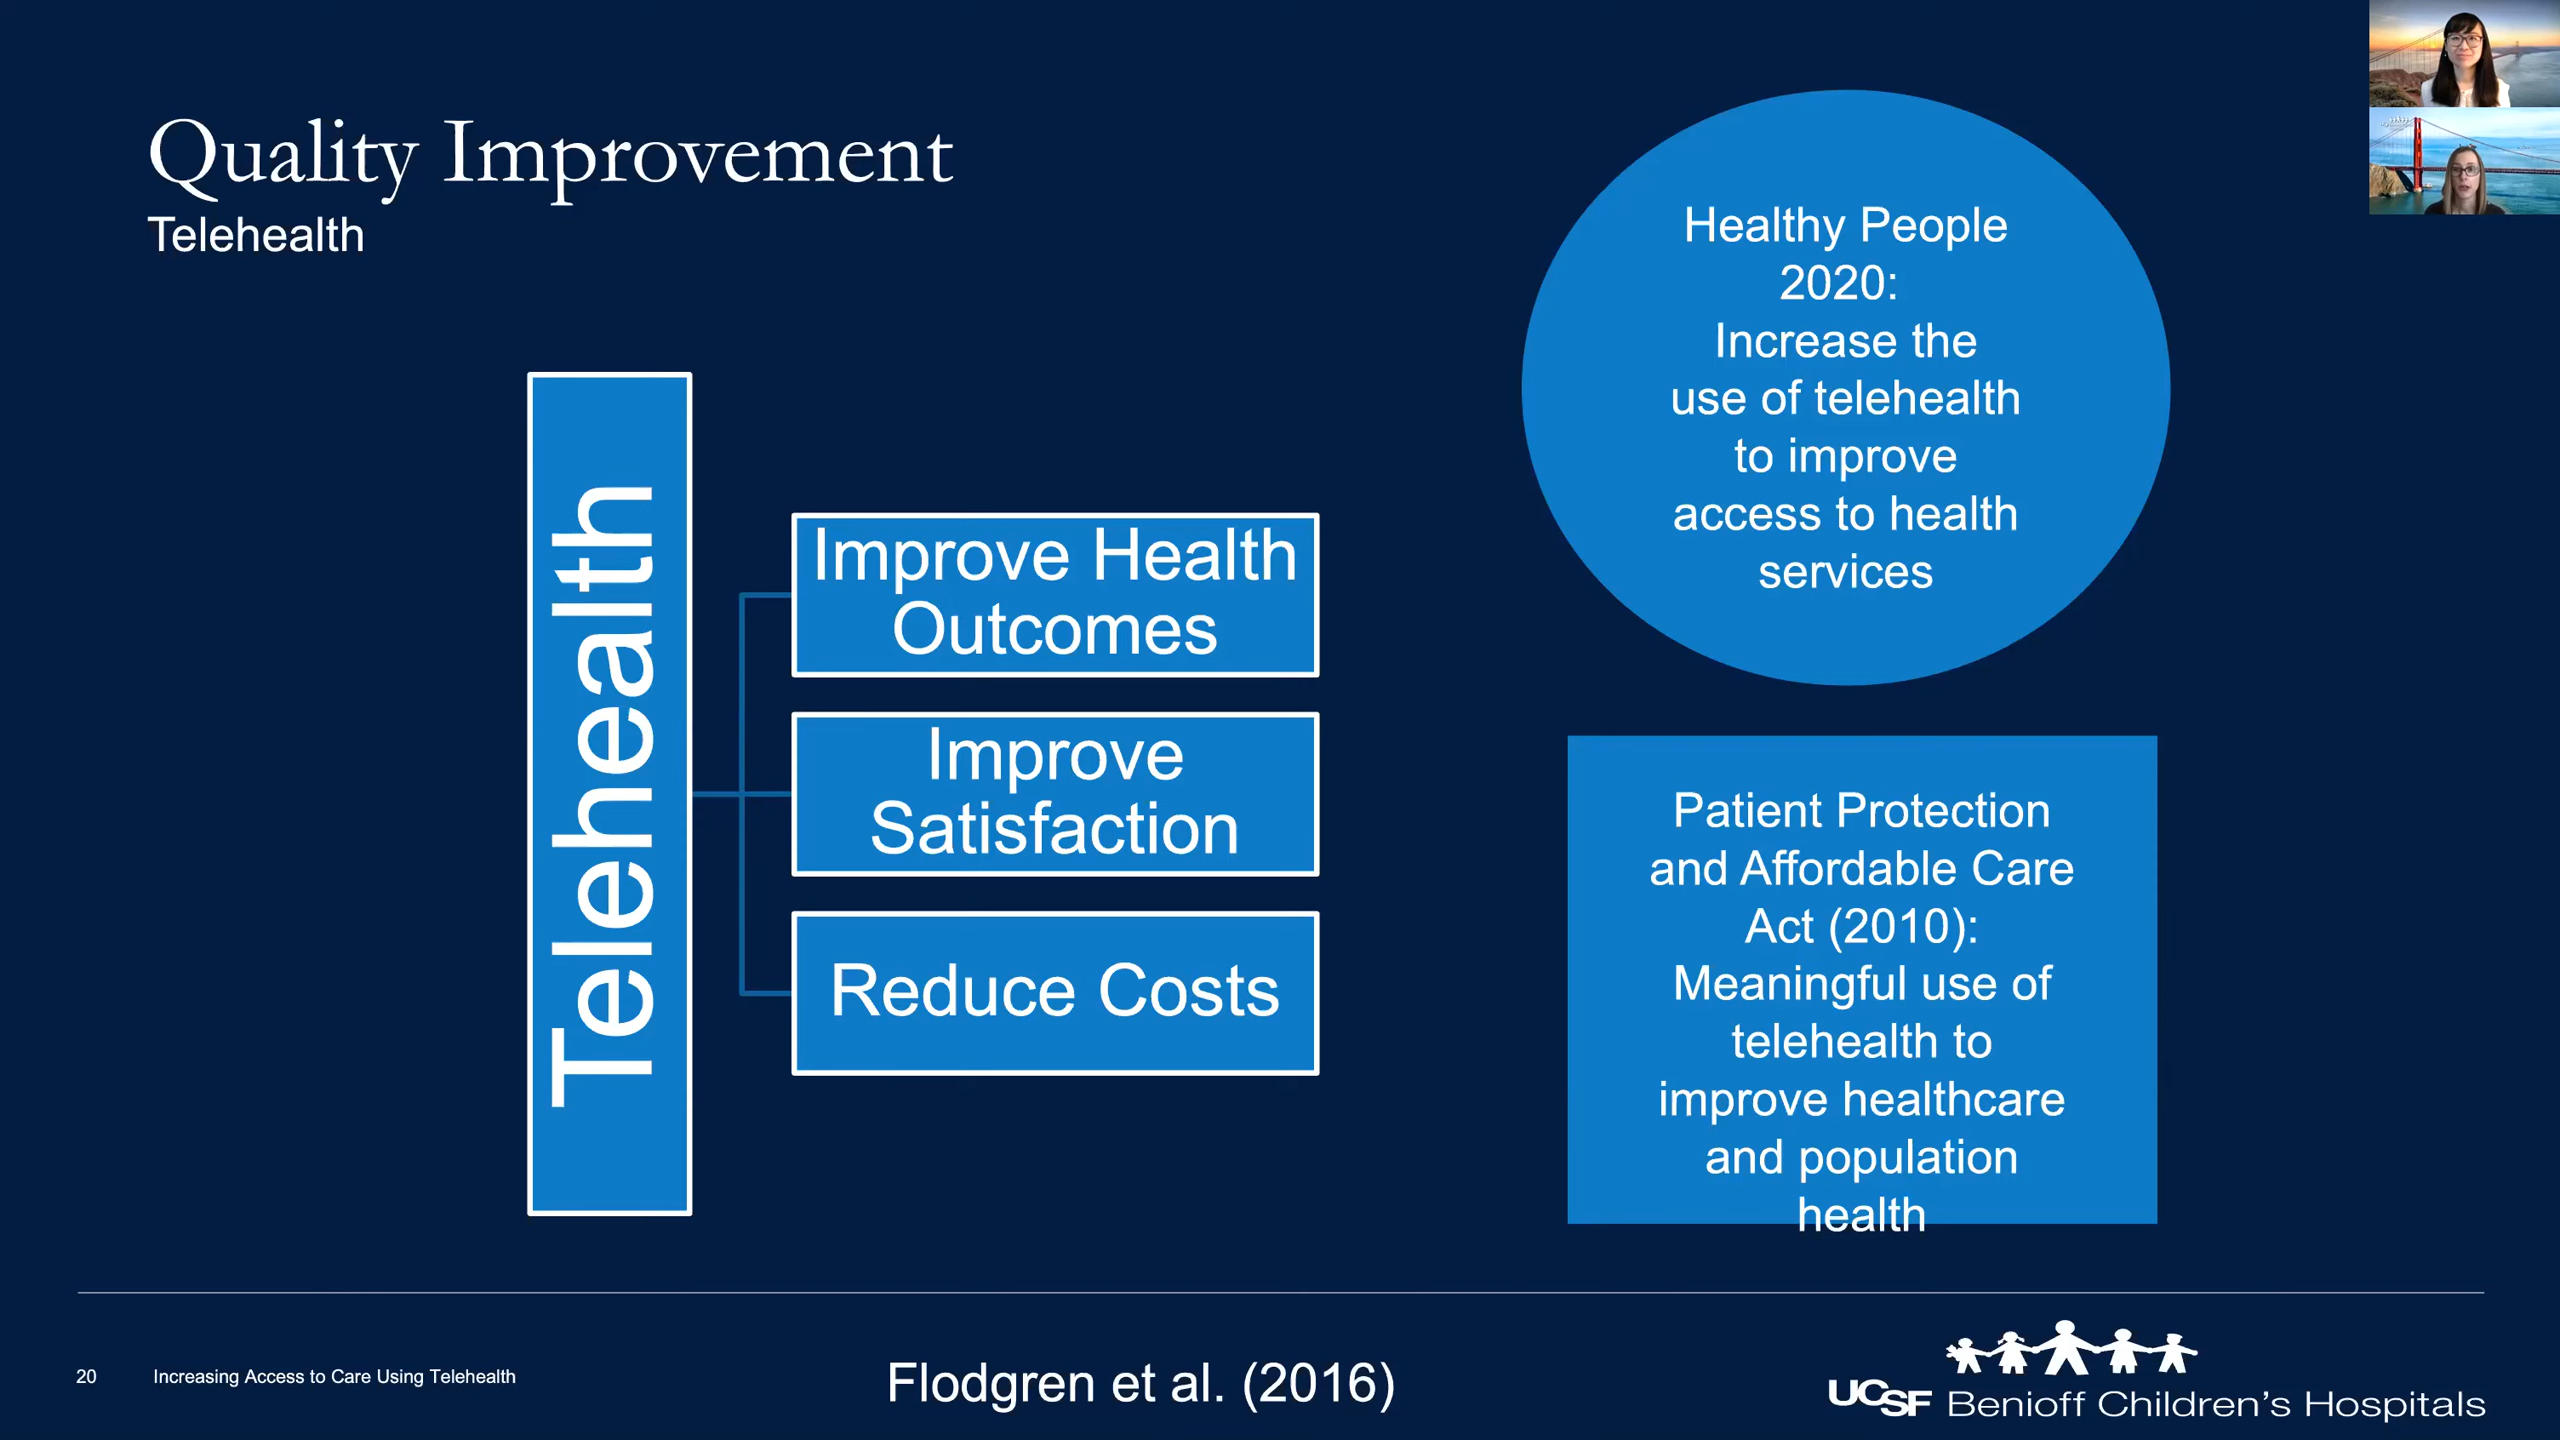 Quality Improvement
Telehealth
Telehealth
Improve Health
Outcomes
Improve
Satisfaction
Reduce Costs
Healthy People
2020:
Increase the
use of telehealth
to improve
access to health
services
Patient Protection
and Affordable Care
Act (2010):
Meaningful use of
telehealth to
improve healthcare
and population
health
20
Increasing Access to Care Using Telehealth
Flodgren et al. (2016)
UCSF Benioff Children's Hospitals